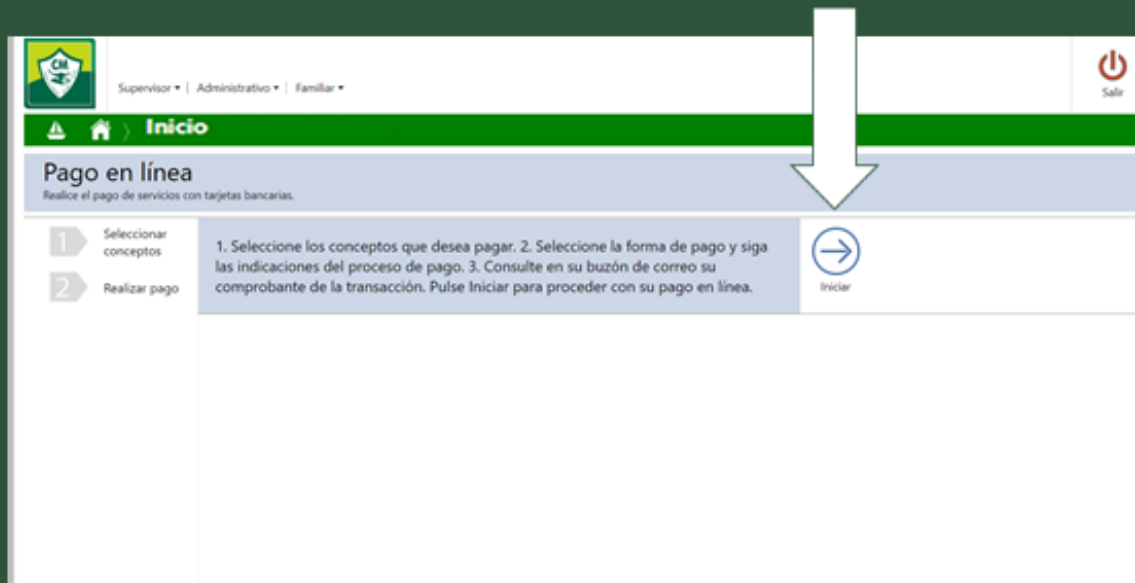 CM
Supervisor ▾ | Administrativo ▾ | Familiar ▾
Salir
Inicio
Pago en línea
Realice el pago de servicios con tarjetas bancarias.
1 Seleccionar
conceptos
2 Realizar pago
1. Seleccione los conceptos que desea pagar. 2. Seleccione la forma de pago y siga
las indicaciones del proceso de pago. 3. Consulte en su buzón de correo su
comprobante de la transacción. Pulse Iniciar para proceder con su pago en línea.
Iniciar